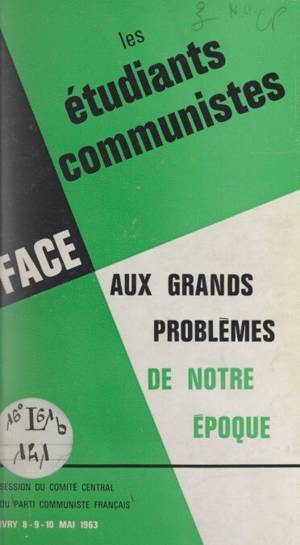 les
étudiants
communistes
FACE
AUX GRANDS
PROBLÈMES
DE NOTRE
ÉPOQUE
SESSION DU COMITÉ CENTRAL
DU PARTI COMMUNISTE FRANÇAIS
IVRY 8-9-10 MAI 1963